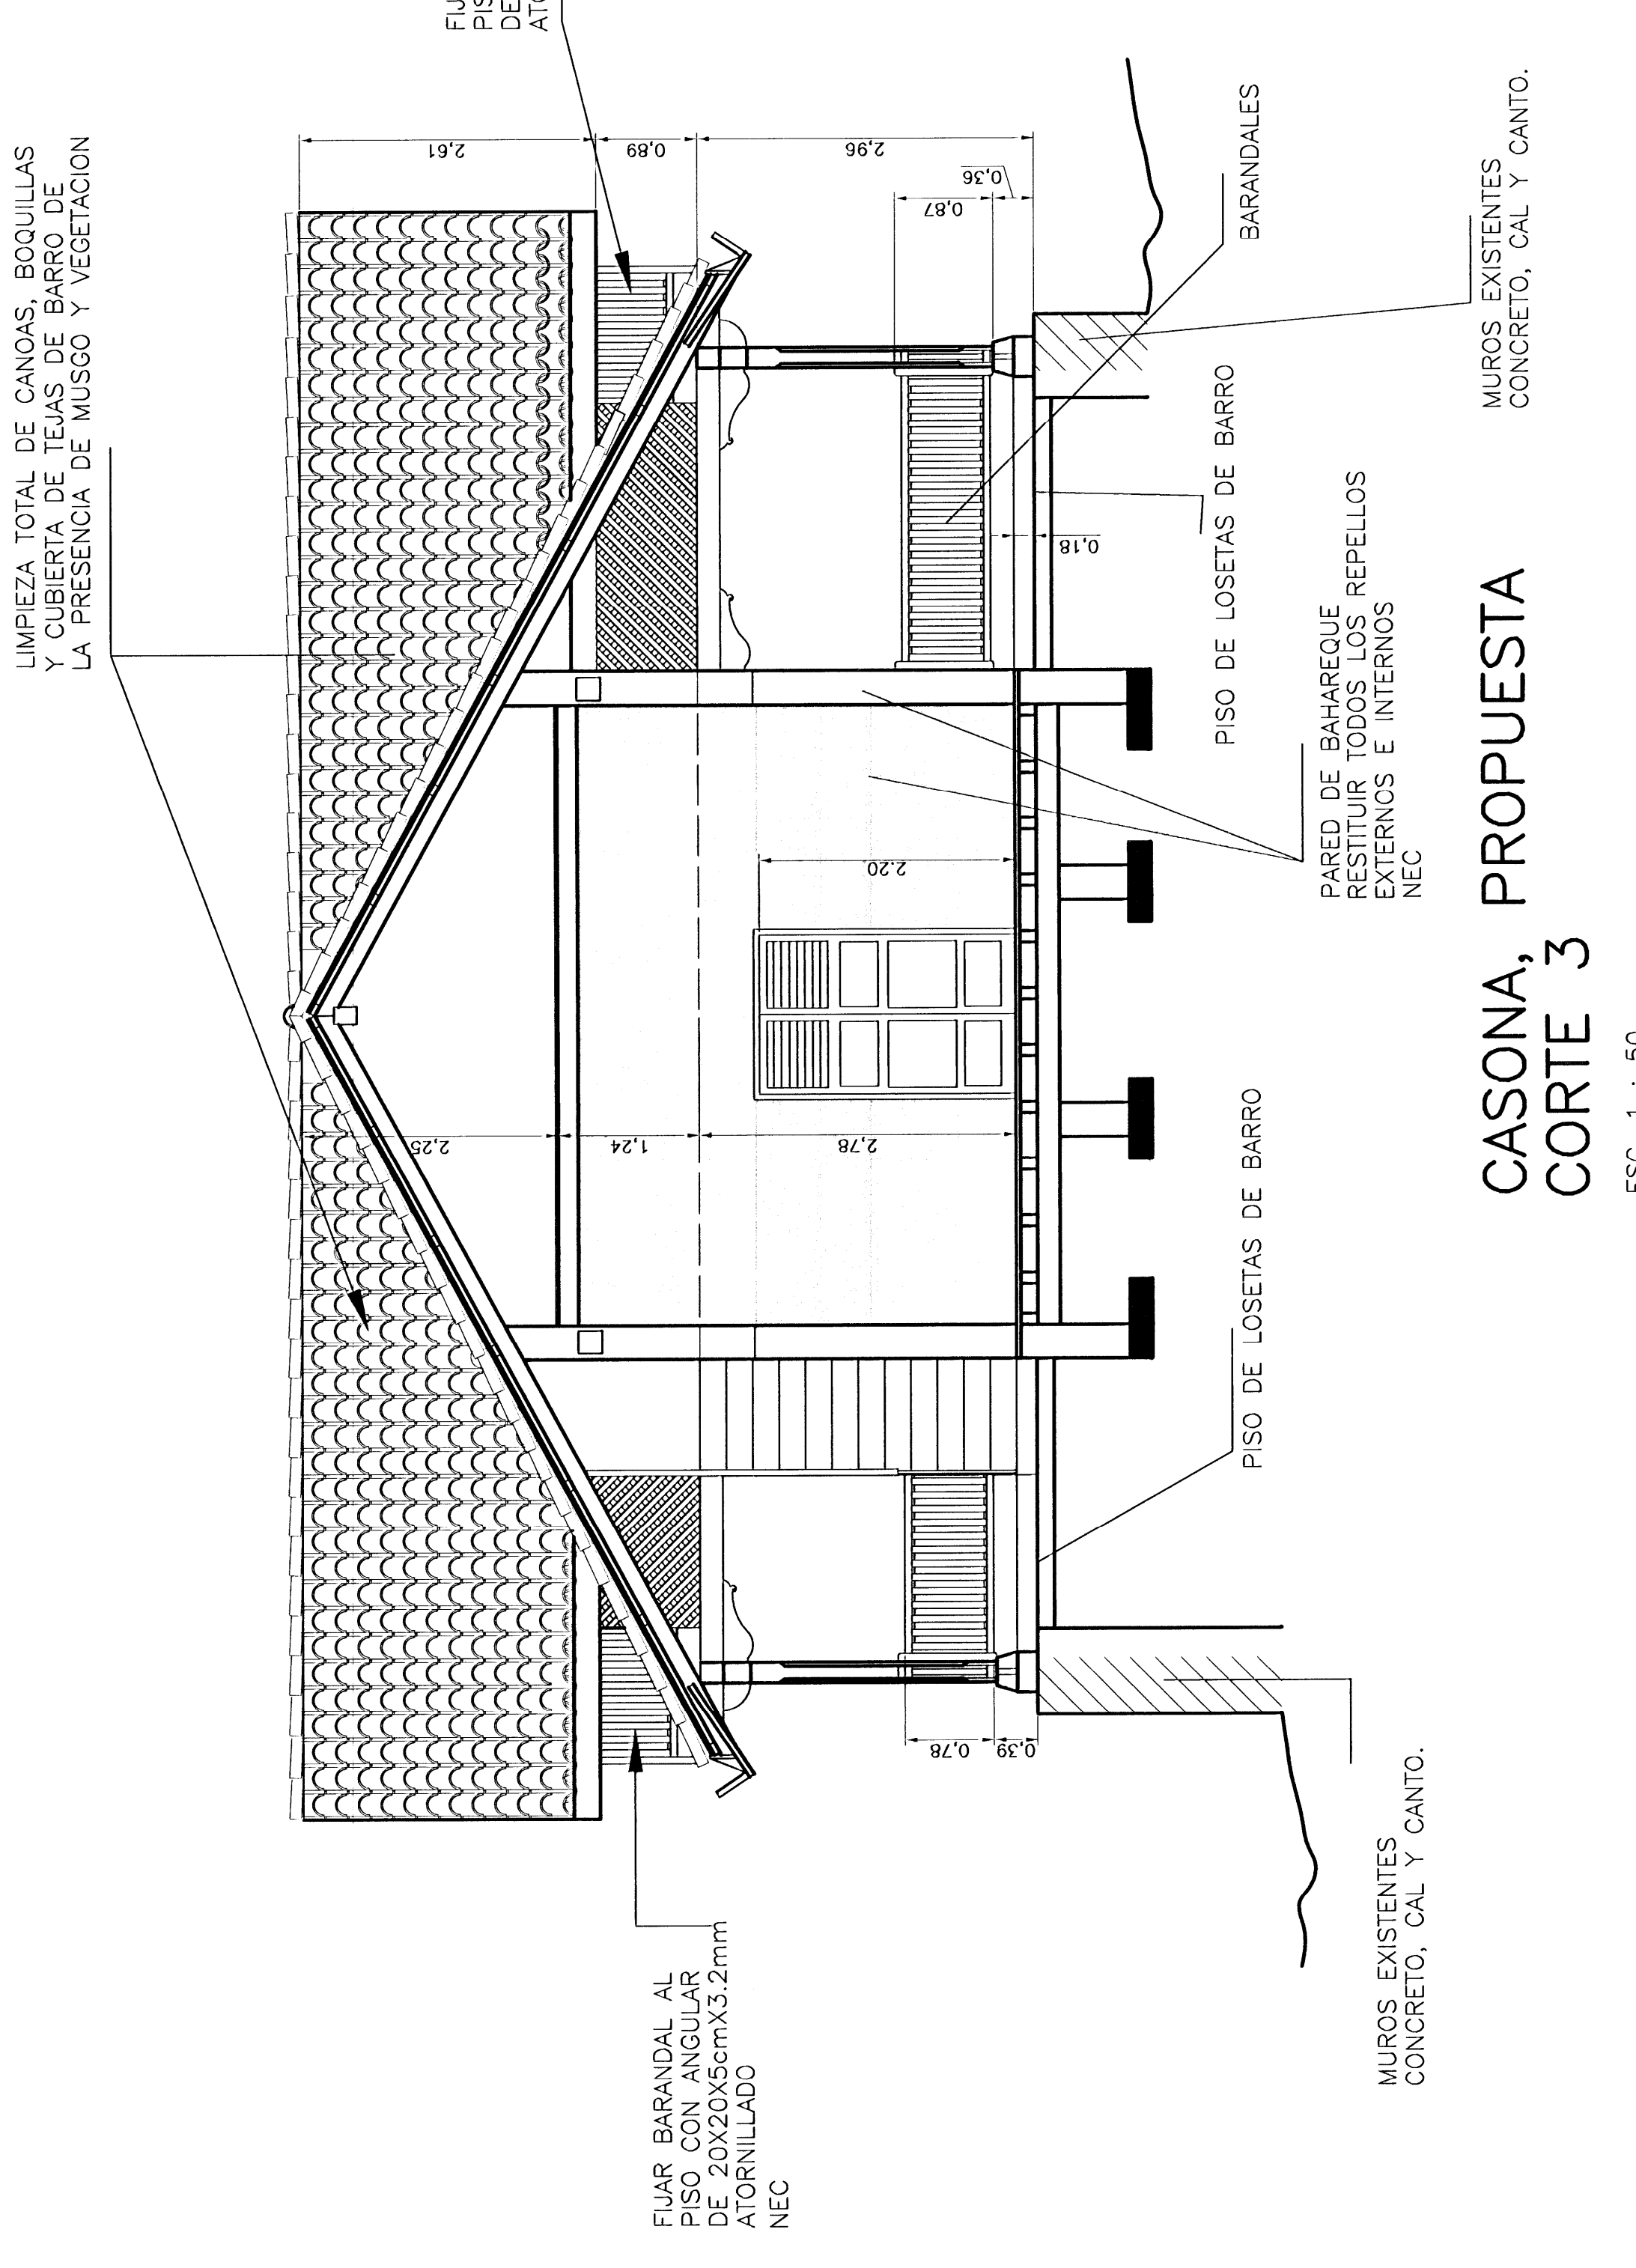 LIMPIEZA TOTAL DE CANOAS, BOQUILLAS
Y CUBIERTA DE TEJAS DE BARRO DE
LA PRESENCIA DE MUSGO Y VEGETACION
FIJAR BARANDAL AL
PISO CON ANGULAR
DE 20X20X5cmX3.2mm
ATORNILLADO
NEC
2,61
0,89
2,96
0,36
0,87
0,18
2,25
1,24
2,78
2.20
0,78
0,39
BARANDALES
MUROS EXISTENTES
CONCRETO, CAL Y CANTO.
PISO DE LOSETAS DE BARRO
PARED DE BAHAREQUE
RESTITUIR TODOS LOS REPELLOS
EXTERNOS E INTERNOS
NEC
PISO DE LOSETAS DE BARRO
MUROS EXISTENTES
CONCRETO, CAL Y CANTO.
CASONA, PROPUESTA
CORTE 3